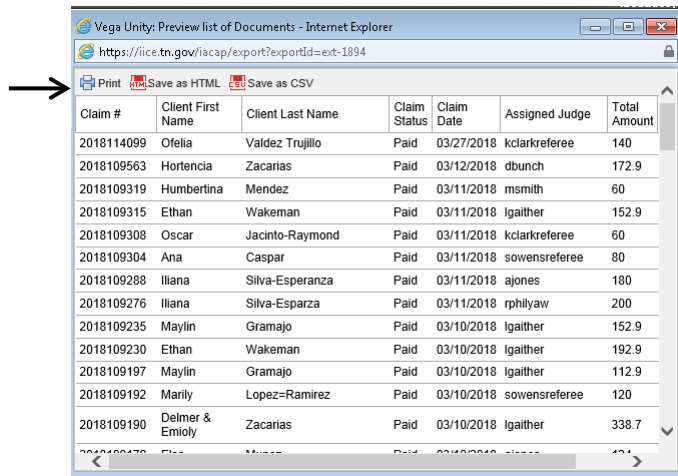 Vega Unity: Preview list of Documents - Internet Explorer
https://iice.tn.gov/iacap/export?exportId=ext-1894
Print HTML Save as HTML CSV Save as CSV
Claim # Client First Name Client Last Name Claim Status Claim Date Assigned Judge Total Amount
2018114099 Ofelia Valdez Trujillo Paid 03/27/2018 kclarkreferee 140
2018109563 Hortencia Zacarias Paid 03/12/2018 dbunch 172.9
2018109319 Humbertina Mendez Paid 03/11/2018 msmith 60
2018109315 Ethan Wakeman Paid 03/11/2018 lgaither 152.9
2018109308 Oscar Jacinto-Raymond Paid 03/11/2018 kclarkreferee 60
2018109304 Ana Caspar Paid 03/11/2018 sowensreferee 80
2018109288 Iliana Silva-Esperanza Paid 03/11/2018 ajones 180
2018109276 Iliana Silva-Esparza Paid 03/11/2018 rphilyaw 200
2018109235 Maylin Gramajo Paid 03/10/2018 lgaither 152.9
2018109230 Ethan Wakeman Paid 03/10/2018 lgaither 192.9
2018109197 Maylin Gramajo Paid 03/10/2018 lgaither 112.9
2018109192 Marily Lopez=Ramirez Paid 03/10/2018 sowensreferee 120
2018109190 Delmer & Emioly Zacarias Paid 03/10/2018 lgaither 338.7